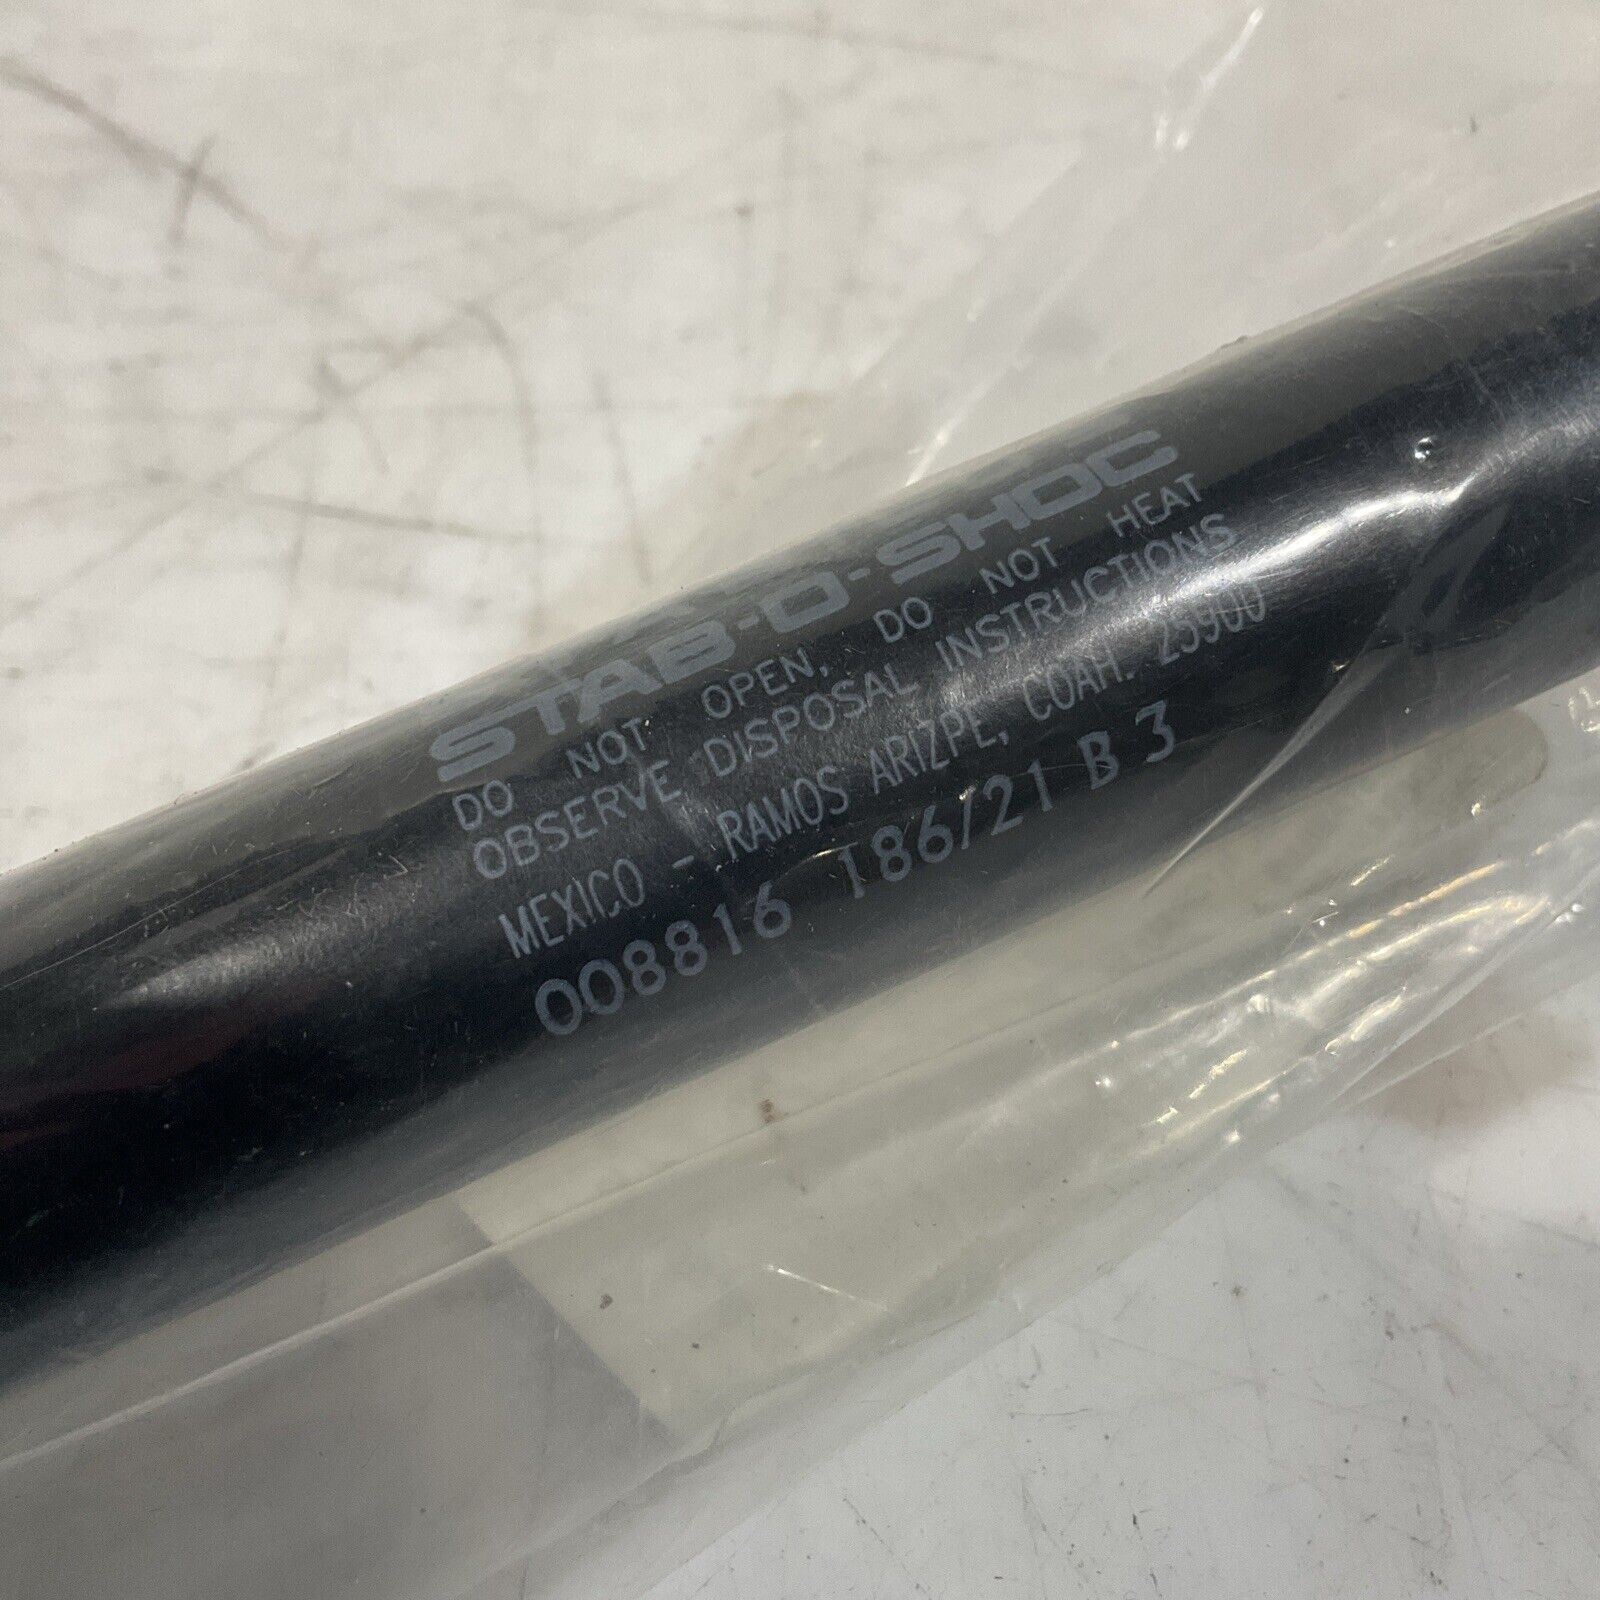 STAB-O-SHOC
DO NOT OPEN, DO NOT HEAT
OBSERVE DISPOSAL INSTRUCTIONS
MEXICO - RAMOS ARIZPE, COAH. 25900
008816 186/21 B 3